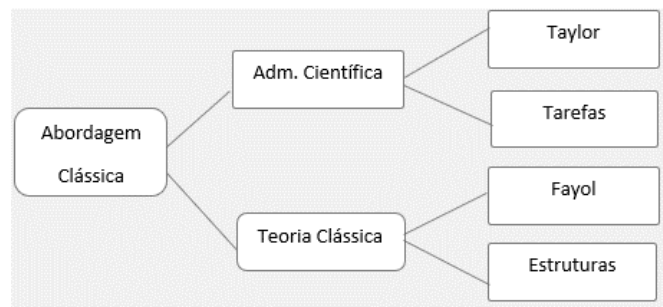 Abordagem
Clássica
Adm. Científica
Taylor
Tarefas
Teoria Clássica
Fayol
Estruturas